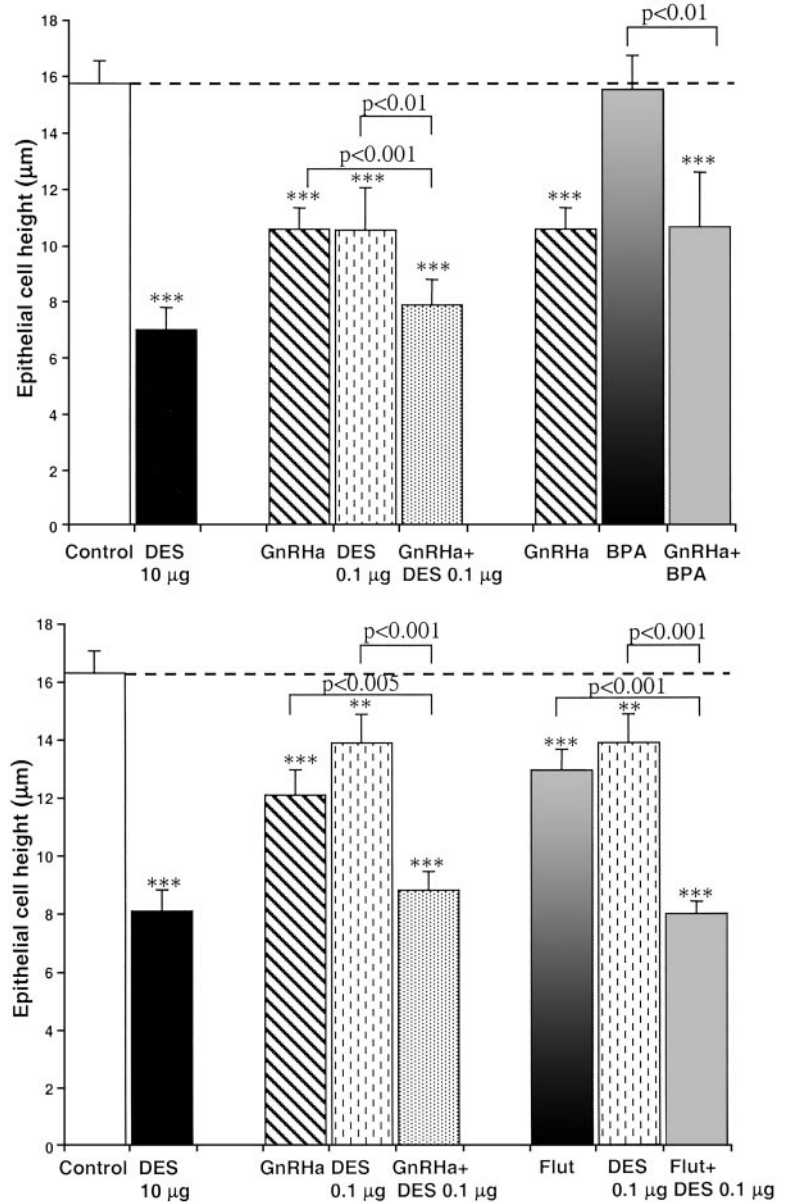 p<0.01
18
16
14
12
10
8
6
4
2
0
Epithelial cell height (μm)
p<0.01
p<0.001
***
***
***
***
***
***
Control DES GnRHa DES GnRHa+ GnRHa BPA GnRHa+
10 μg 0.1 μg DES 0.1 μg BPA
18
16
14
12
10
8
6
4
2
0
Epithelial cell height (μm)
p<0.001
p<0.001
p<0.005
p<0.001
**
**
***
***
***
***
***
Control DES GnRHa DES GnRHa+ Flut DES Flut+
10 μg 0.1 μg DES 0.1 μg 0.1 μg DES 0.1 μg